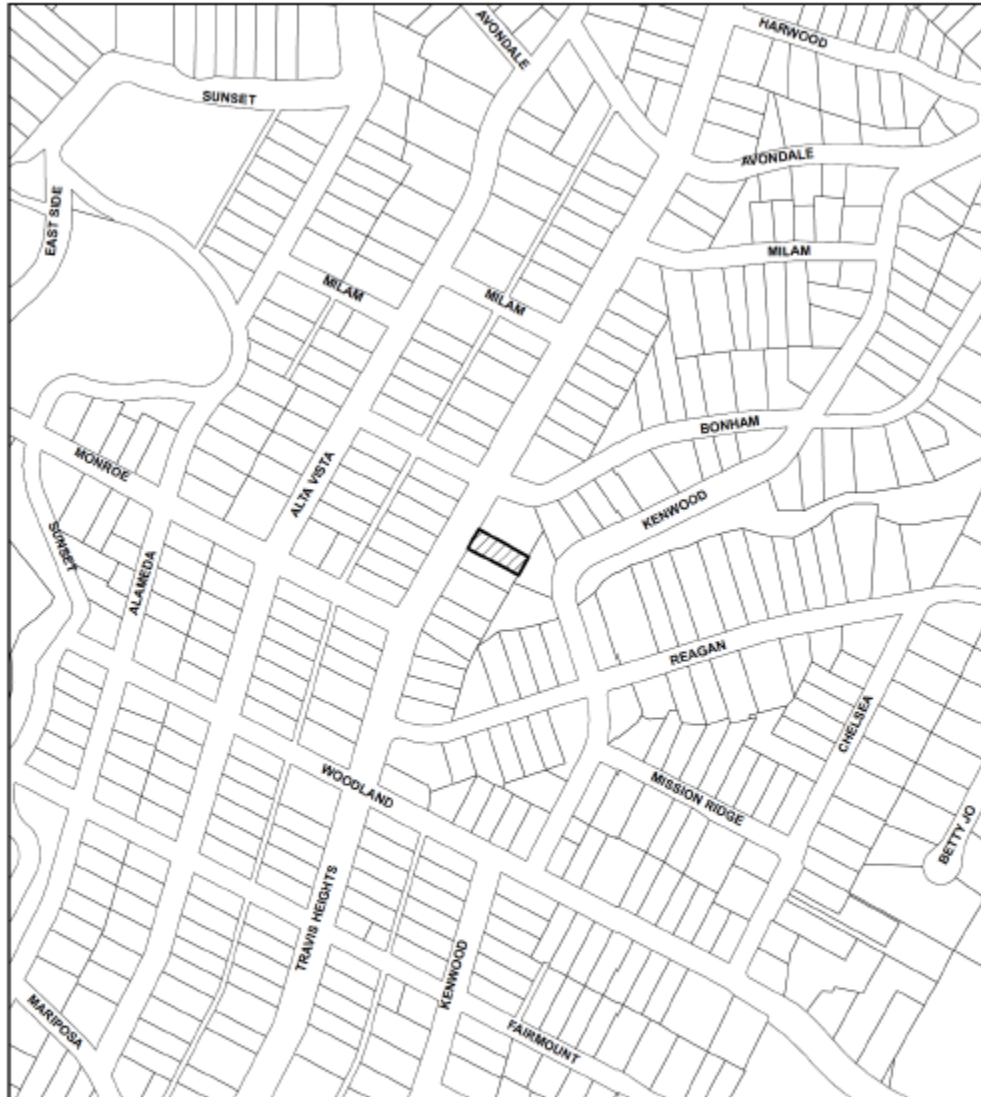 AVONDALE
HARWOOD
SUNSET
AVONDALE
EAST SIDE
MILAM
MILAM
MILAM
BONHAM
MONROE
ALTA VISTA
KENWOOD
SUNSET
ALAMEDA
REAGAN
CHELSEA
WOODLAND
MISSION RIDGE
BETTY JO
TRAVIS HEIGHTS
KENWOOD
MARIPOSA
FAIRMOUNT